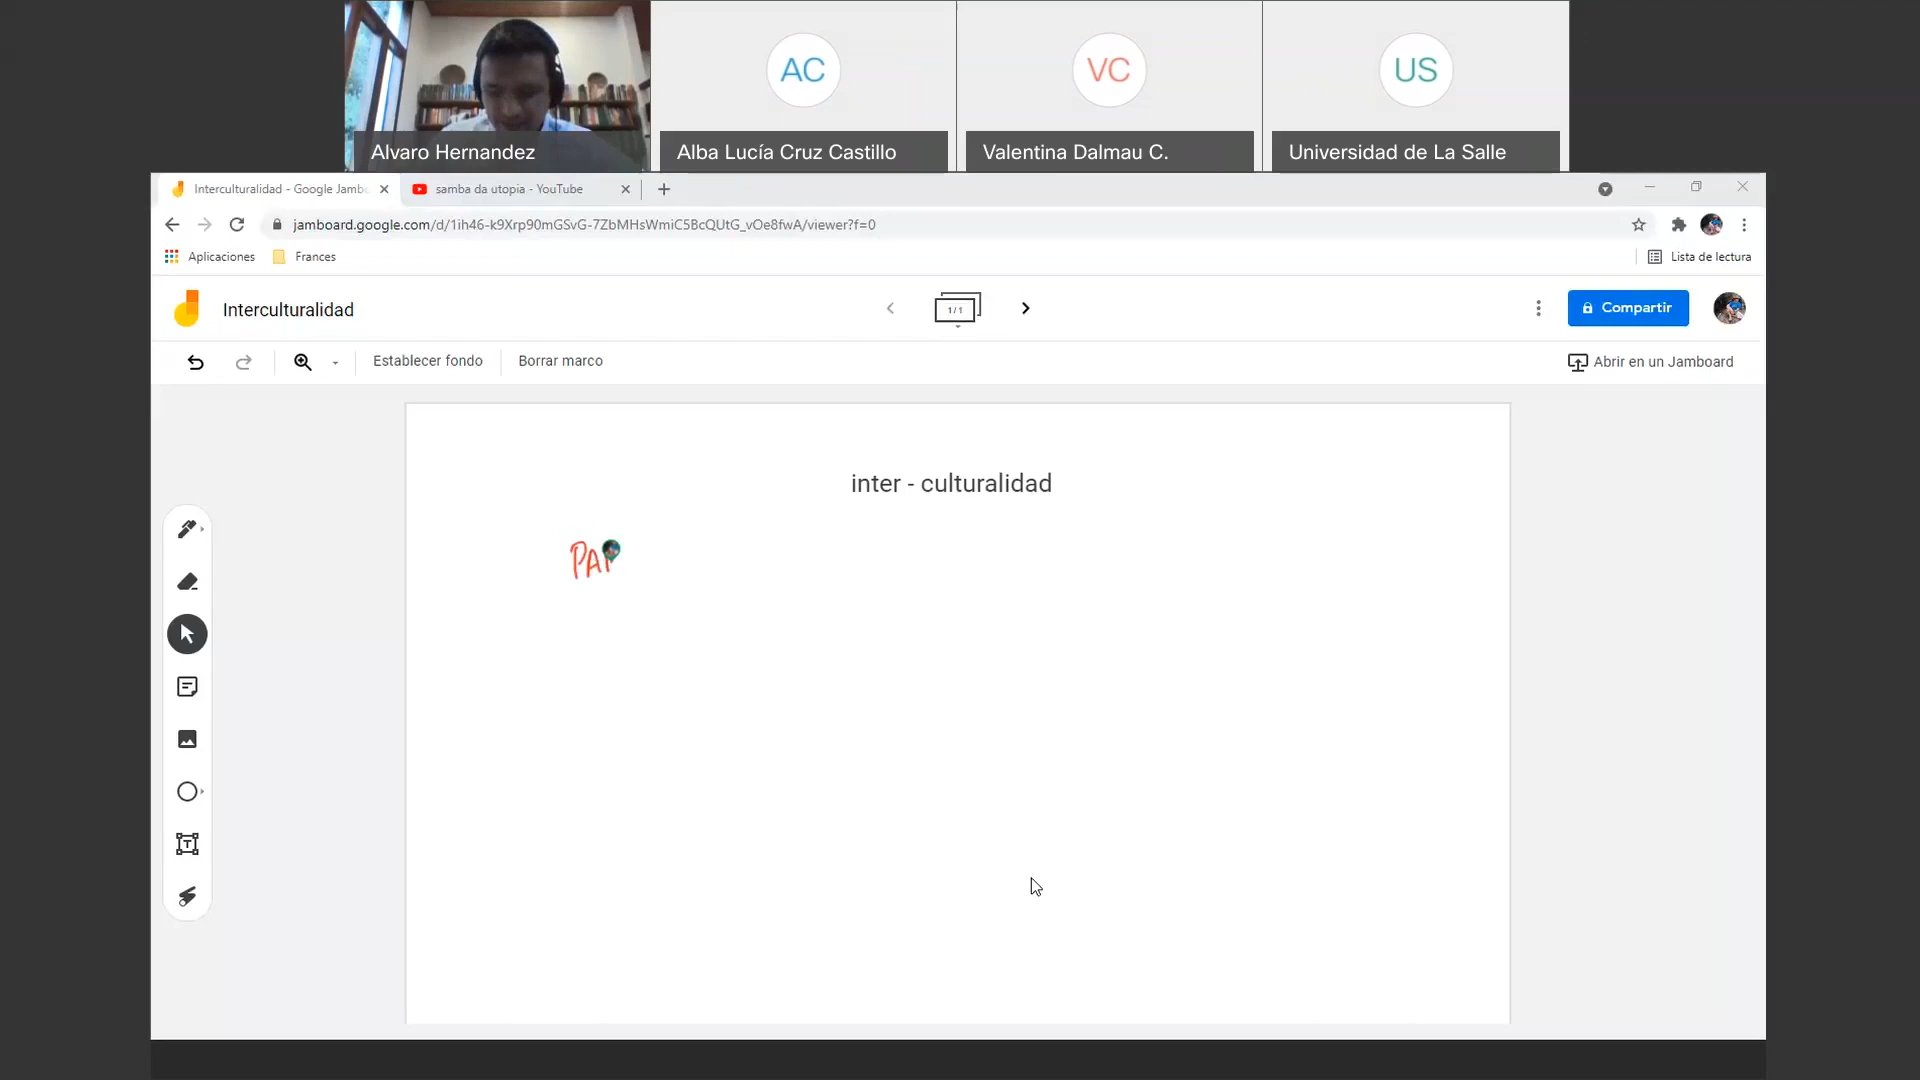 AC
VC
US
Alvaro Hernandez
Alba Lucía Cruz Castillo
Valentina Dalmau C.
Universidad de La Salle
Interculturalidad - Google Jamb
samba da utopia - YouTube
jamboard.google.com/d/1ih46-k9Xrp90mGSvG-7ZbMHsWmiC5BcQUtG_vOe8fwA/viewer?f=0
Aplicaciones
Frances
Lista de lectura
Interculturalidad
1/1
Compartir
Establecer fondo
Borrar marco
Abrir en un Jamboard
inter - culturalidad